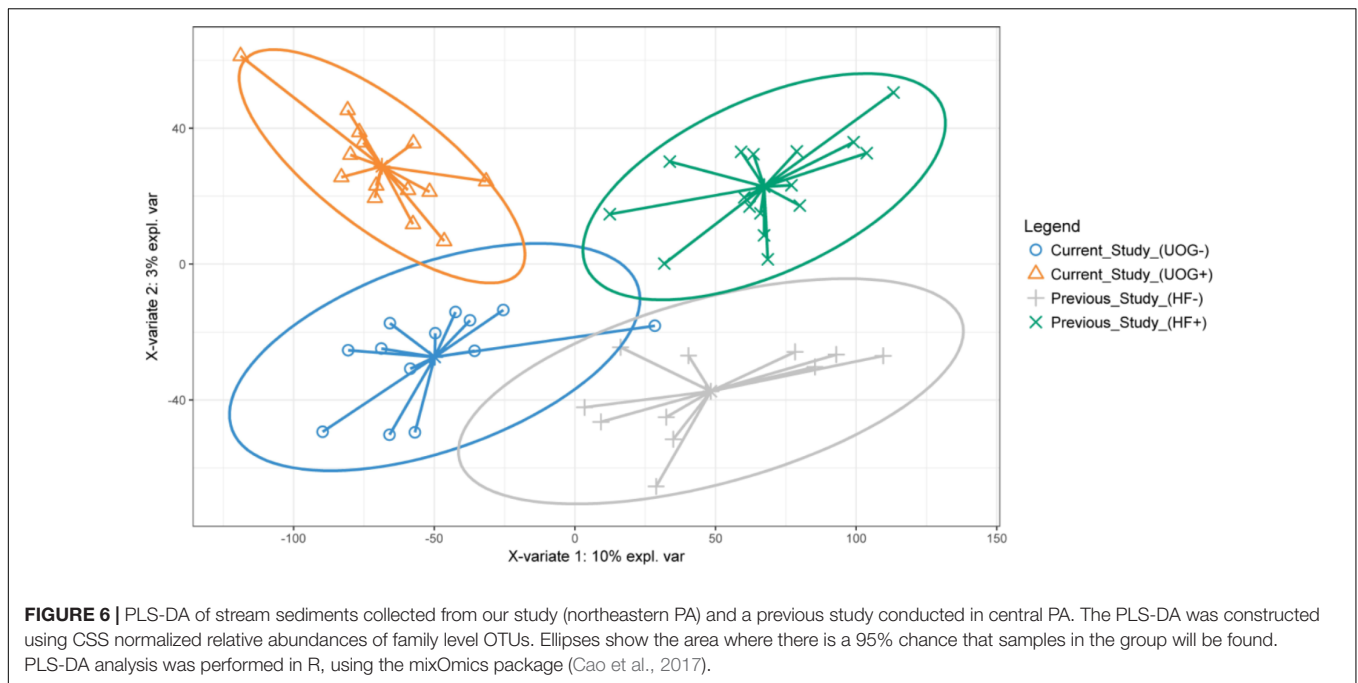 40
0
-40
X-variate 2: 3% expl. var
-100
-50
0
50
100
150
X-variate 1: 10% expl. var
Legend
Current_Study_(UOG-)
Current_Study_(UOG+)
Previous_Study_(HF-)
Previous_Study_(HF+)
FIGURE 6 | PLS-DA of stream sediments collected from our study (northeastern PA) and a previous study conducted in central PA. The PLS-DA was constructed
using CSS normalized relative abundances of family level OTUs. Ellipses show the area where there is a 95% chance that samples in the group will be found.
PLS-DA analysis was performed in R, using the mixOmics package (Cao et al., 2017).